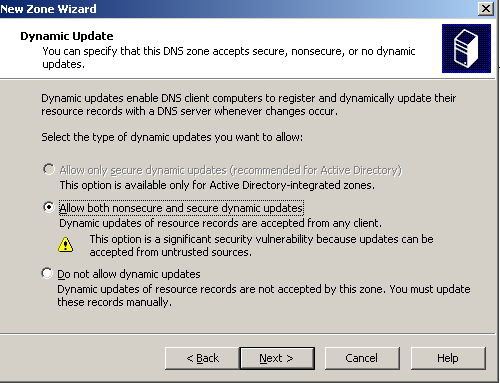 New Zone Wizard
Dynamic Update
You can specify that this DNS zone accepts secure, nonsecure, or no dynamic
updates.
Dynamic updates enable DNS client computers to register and dynamically update their
resource records with a DNS server whenever changes occur.
Select the type of dynamic updates you want to allow:
Allow only secure dynamic updates (recommended for Active Directory)
This option is available only for Active Directory-integrated zones.
Allow both nonsecure and secure dynamic updates
Dynamic updates of resource records are accepted from any client.
This option is a significant security vulnerability because updates can be
accepted from untrusted sources.
Do not allow dynamic updates
Dynamic updates of resource records are not accepted by this zone. You must update
these records manually.
< Back Next > Cancel Help